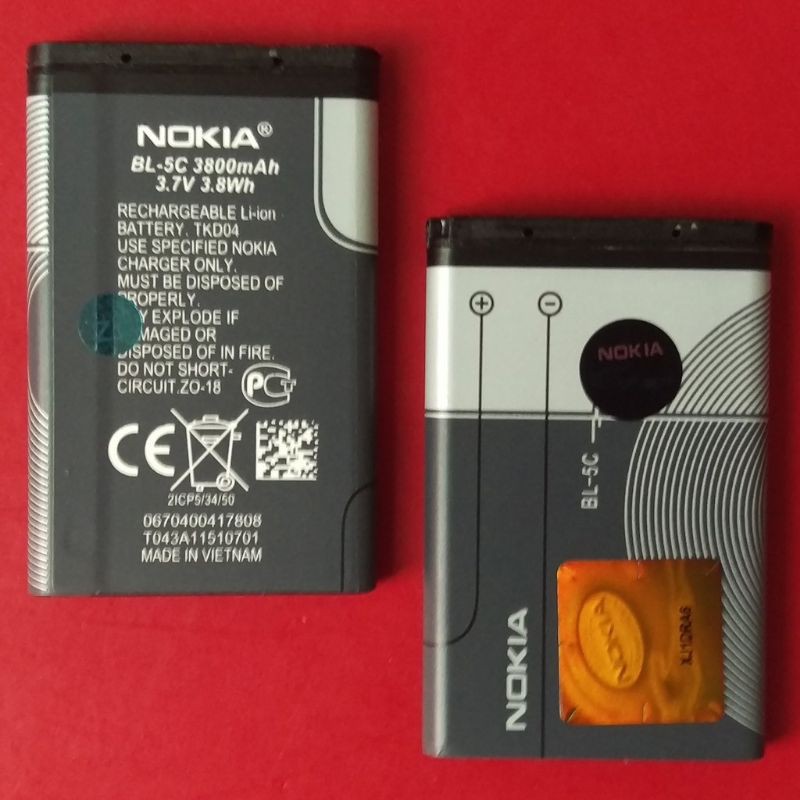 NOKIA®
BL-5C 3800mAh
3.7V 3.8Wh
RECHARGEABLE Li-ion
BATTERY. TKD04
USE SPECIFIED NOKIA
CHARGER ONLY.
MUST BE DISPOSED OF
PROPERLY.
EXPLODE IF
DAMAGED OR
DISPOSED OF IN FIRE.
DO NOT SHORT-
CIRCUIT.ZO-18
PCT
CE
2ICP5/34/50
0670400417808
T043A11510701
MADE IN VIETNAM
+ −
NOKIA
BL-5C
NOKIA
NOKIA